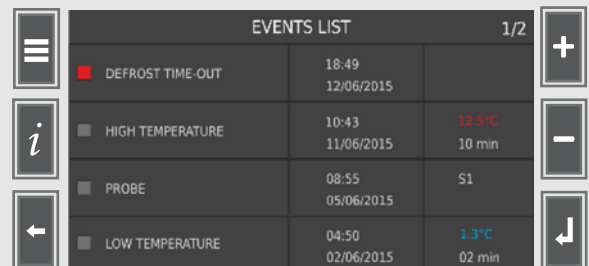 EVENTS LIST 1/2
DEFROST TIME-OUT 18:49
12/06/2015
HIGH TEMPERATURE 10:43 12.5°C
11/06/2015 10 min
PROBE 08:55 S1
05/06/2015
LOW TEMPERATURE 04:50 1.3°C
02/06/2015 02 min
i